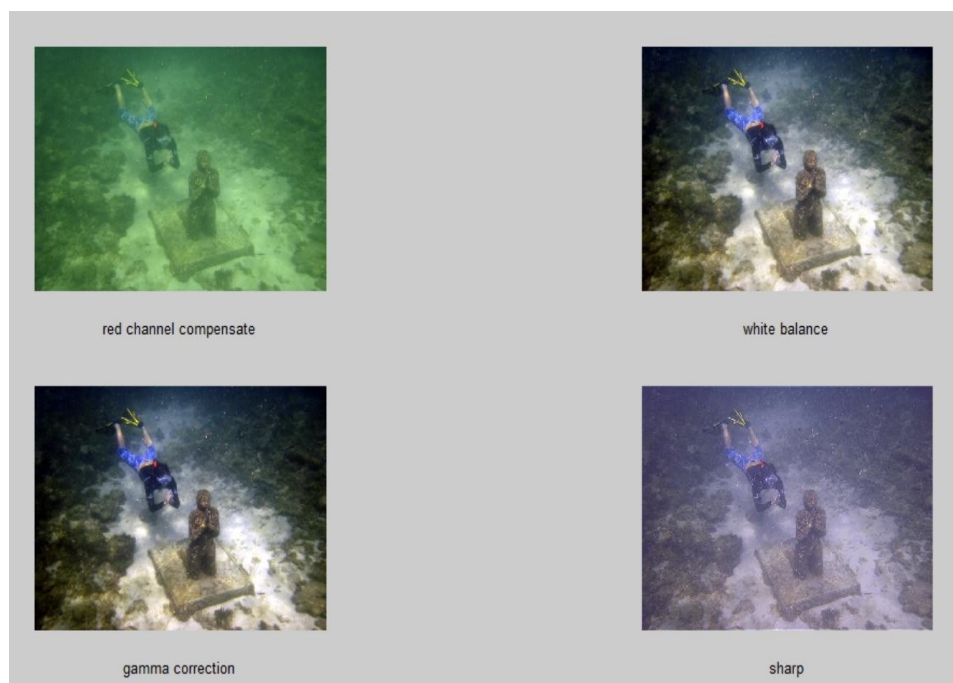 red channel compensate
white balance
gamma correction
sharp